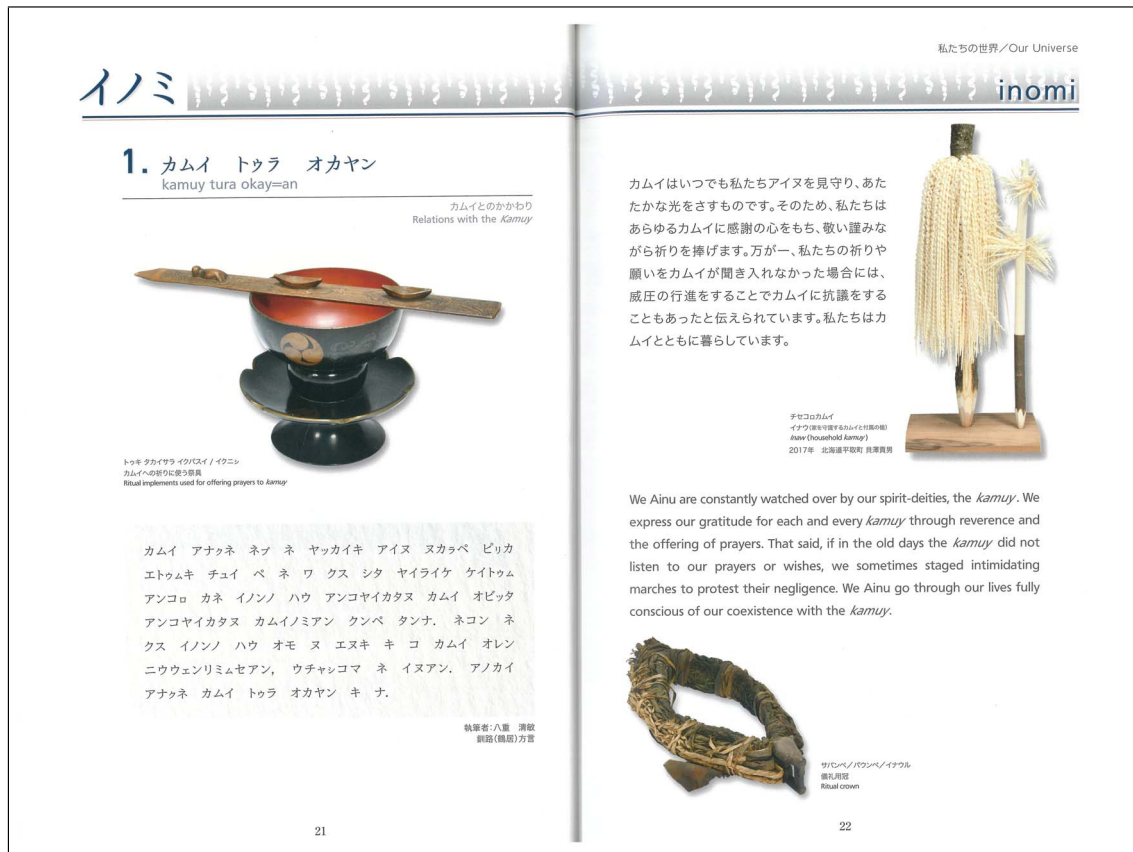 イノミ
1. カムイ　トゥラ　オカヤン
kamuy tura okay=an
カムイとのかかわり
Relations with the Kamuy
トゥキ タカイサラ イクパスイ / イクニㇱ
カムイへの祈りに使う祭具
Ritual implements used for offering prayers to kamuy
カムイ　アナㇰネ　ネㇷ゚　ネ　ヤッカイキ　アイヌ　ヌカㇻペ　ピㇼカ
エトゥㇺキ　チュイ　ペ　ネ　ワ　クス　シタ　ヤイライケ　ケイトゥㇺ
アンコㇿ　カネ　イノンノ　ハウ　アンコヤイカタヌ　カムイ　オピッタ
アンコヤイカタヌ　カムイノミアン　クンペ　タンナ．　ネコン　ネ
クス　イノンノ　ハウ　オモ　ヌ　エヌキ　キ　コ　カムイ　オレン
ニウウェンリミㇺセアン，　ウチャㇱコマ　ネ　イヌアン．　アノカイ
アナㇰネ　カムイ　トゥラ　オカヤン　キ　ナ．
執筆者：八重　清敏
釧路（鶴居）方言
21
私たちの世界／Our Universe
inomi
カムイはいつでも私たちアイヌを見守り、あた
たかな光をさすものです。そのため、私たちは
あらゆるカムイに感謝の心をもち、敬い謹みな
がら祈りを捧げます。万が一、私たちの祈りや
願いをカムイが聞き入れなかった場合には、
威圧の行進をすることでカムイに抗議をする
こともあったと伝えられています。私たちはカ
ムイとともに暮らしています。
チセコㇿカムイ
イナウ（家を守護するカムイと付属の槍）
Inaw (household kamuy)
2017年　北海道平取町 貝澤貢男
We Ainu are constantly watched over by our spirit-deities, the kamuy. We
express our gratitude for each and every kamuy through reverence and
the offering of prayers. That said, if in the old days the kamuy did not
listen to our prayers or wishes, we sometimes staged intimidating
marches to protest their negligence. We Ainu go through our lives fully
conscious of our coexistence with the kamuy.
サパンペ／パウンペ／イナウル
儀礼用冠
Ritual crown
22